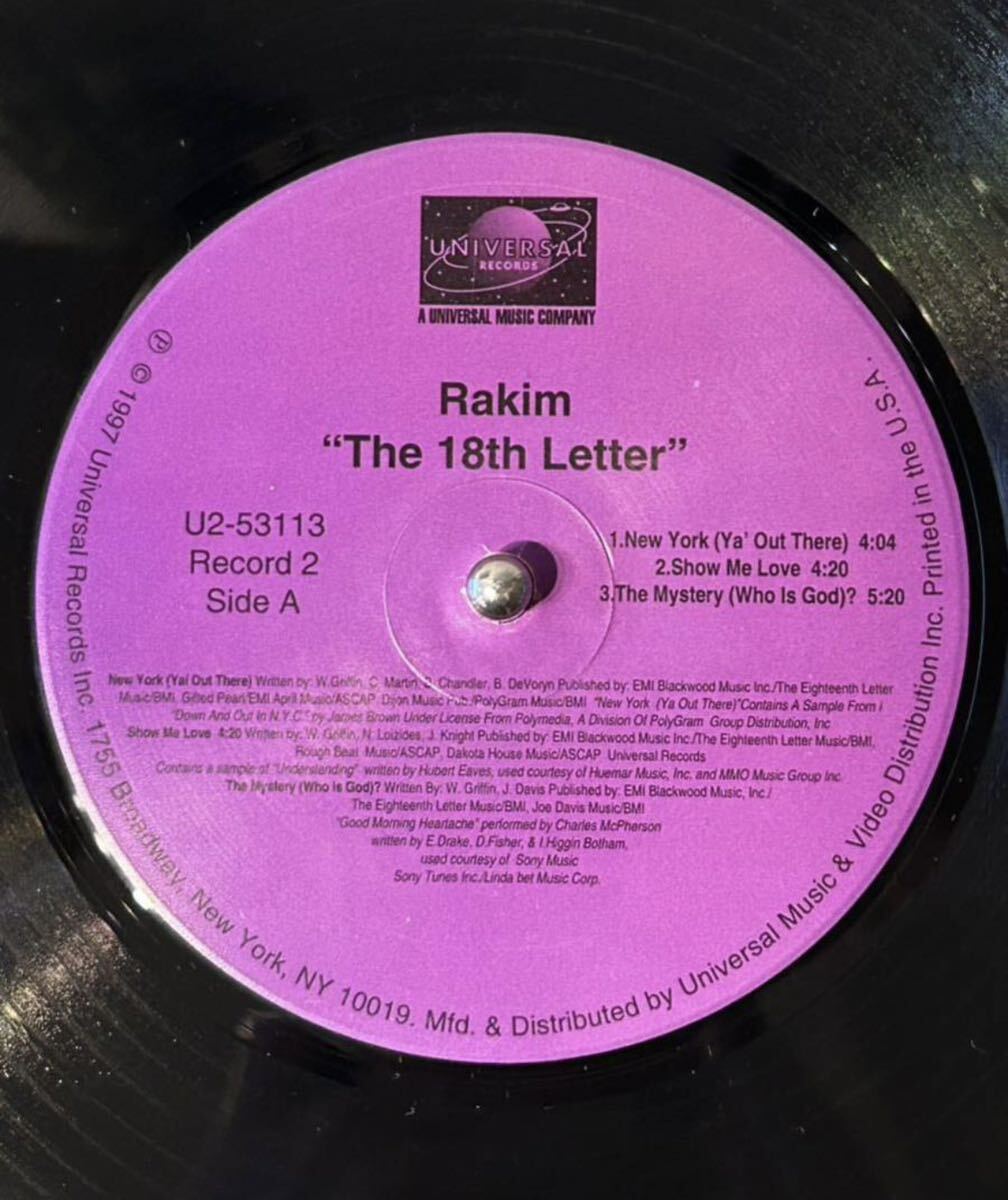 UNIVERSAL
RECORDS
A UNIVERSAL MUSIC COMPANY
Rakim
“The 18th Letter”
U2-53113
Record 2
Side A
1.New York (Ya' Out There) 4:04
2.Show Me Love 4:20
3.The Mystery (Who Is God)? 5:20
New York (Yal Out There) Written by: W.Griffin, C. Martin, Chandler, B. DeVoryn Published by: EMI Blackwood Music Inc./The Eighteenth Letter
Music/BMI, Gifted Pearl/EMI April Music/ASCAP, Dijon Music Pub./PolyGram Music/BMI "New York (Ya Out There)"Contains A Sample From I
"Down And Out In N.Y.C." by James Brown Under License From Polymedia, A Division Of PolyGram Group Distribution, Inc
Show Me Love 4:20 Written by: W. Griffin, N. Loizides, J. Knight Published by: EMI Blackwood Music Inc./The Eighteenth Letter Music/BMI,
Rough Beat Music/ASCAP, Dakota House Music/ASCAP Universal Records
Contains a sample of "Understanding" written by Hubert Eaves, used courtesy of Huemar Music, Inc. and MMO Music Group Inc.
The Mystery (Who Is God)? Written By: W. Griffin, J. Davis Published by: EMI Blackwood Music, Inc./
The Eighteenth Letter Music/BMI, Joe Davis Music/BMI
"Good Morning Heartache" performed by Charles McPherson
written by E.Drake, D.Fisher, & I.Higgin Botham,
used courtesy of Sony Music
Sony Tunes Inc./Linda bet Music Corp.
℗ © 1997 Universal Records Inc. 1755 Broadway, New York, NY 10019. Mfd. & Distributed by Universal Music & Video Distribution Inc. Printed in the U.S.A.